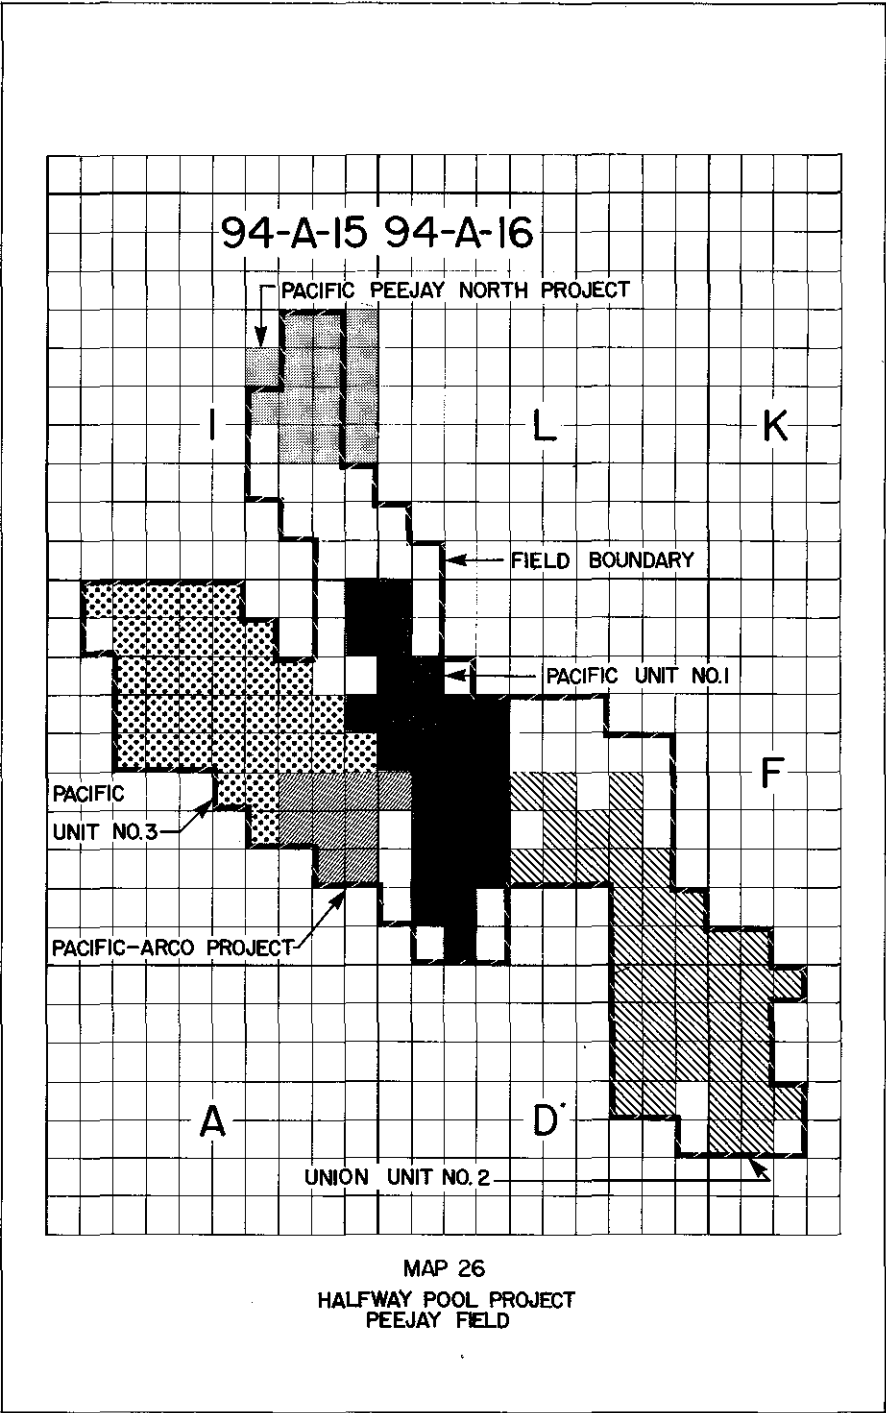 94-A-15 94-A-16
PACIFIC PEEJAY NORTH PROJECT
I
L
K
FIELD BOUNDARY
PACIFIC UNIT NO.1
F
PACIFIC
UNIT NO.3
PACIFIC-ARCO PROJECT
A
D
UNION UNIT NO.2
MAP 26
HALFWAY POOL PROJECT
PEEJAY FIELD